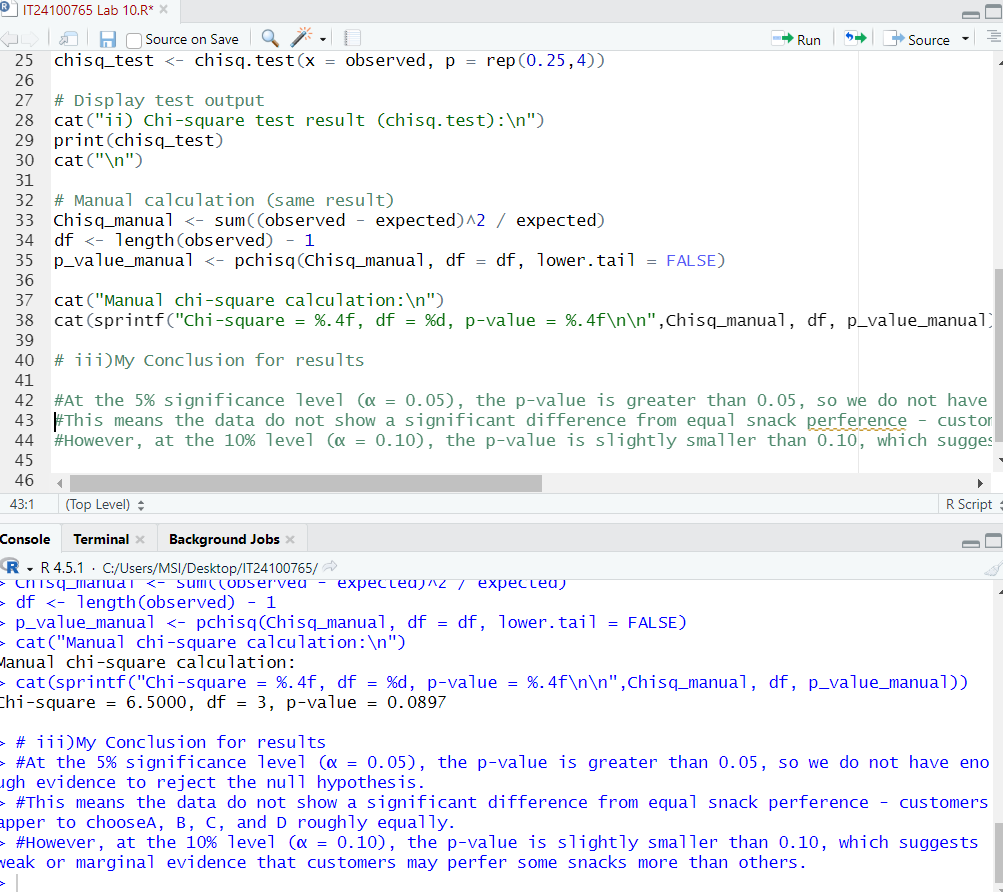 IT24100765 Lab 10.R*
Source on Save
Run
Source
25 chisq_test <- chisq.test(x = observed, p = rep(0.25,4))
26
27 # Display test output
28 cat("ii) Chi-square test result (chisq.test):\n")
29 print(chisq_test)
30 cat("\n")
31
32 # Manual calculation (same result)
33 Chisq_manual <- sum((observed - expected)^2 / expected)
34 df <- length(observed) - 1
35 p_value_manual <- pchisq(Chisq_manual, df = df, lower.tail = FALSE)
36
37 cat("Manual chi-square calculation:\n")
38 cat(sprintf("Chi-square = %.4f, df = %d, p-value = %.4f\n\n",Chisq_manual, df, p_value_manual)
39
40 # iii)My Conclusion for results
41
42 #At the 5% significance level (α = 0.05), the p-value is greater than 0.05, so we do not have
43 #This means the data do not show a significant difference from equal snack perference - custom
44 #However, at the 10% level (α = 0.10), the p-value is slightly smaller than 0.10, which sugges
45
46
43:1 (Top Level) R Script
Console Terminal Background Jobs
R 4.5.1 · C:/Users/MSI/Desktop/IT24100765/
> Chisq_manual <- sum((observed - expected)^2 / expected)
> df <- length(observed) - 1
> p_value_manual <- pchisq(Chisq_manual, df = df, lower.tail = FALSE)
> cat("Manual chi-square calculation:\n")
Manual chi-square calculation:
> cat(sprintf("Chi-square = %.4f, df = %d, p-value = %.4f\n\n",Chisq_manual, df, p_value_manual))
Chi-square = 6.5000, df = 3, p-value = 0.0897
> # iii)My Conclusion for results
> #At the 5% significance level (α = 0.05), the p-value is greater than 0.05, so we do not have eno
ugh evidence to reject the null hypothesis.
> #This means the data do not show a significant difference from equal snack perference - customers
apper to chooseA, B, C, and D roughly equally.
> #However, at the 10% level (α = 0.10), the p-value is slightly smaller than 0.10, which suggests
weak or marginal evidence that customers may perfer some snacks more than others.
>